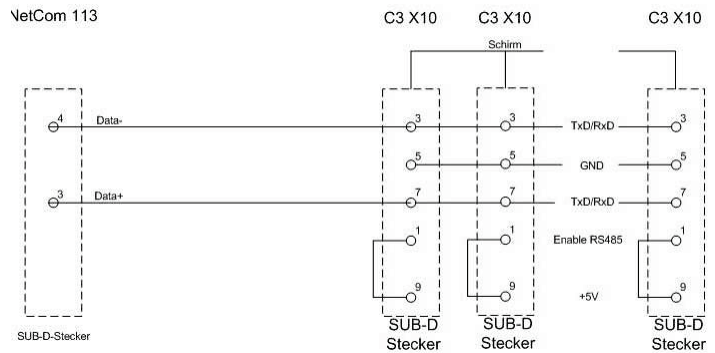 NetCom 113
C3 X10
C3 X10
C3 X10
Schirm
4
Data-
3
3
TxD/RxD
3
5
5
GND
5
3
Data+
7
7
TxD/RxD
7
1
1
Enable RS485
1
9
9
+5V
9
SUB-D-Stecker
SUB-D
Stecker
SUB-D
Stecker
SUB-D
Stecker